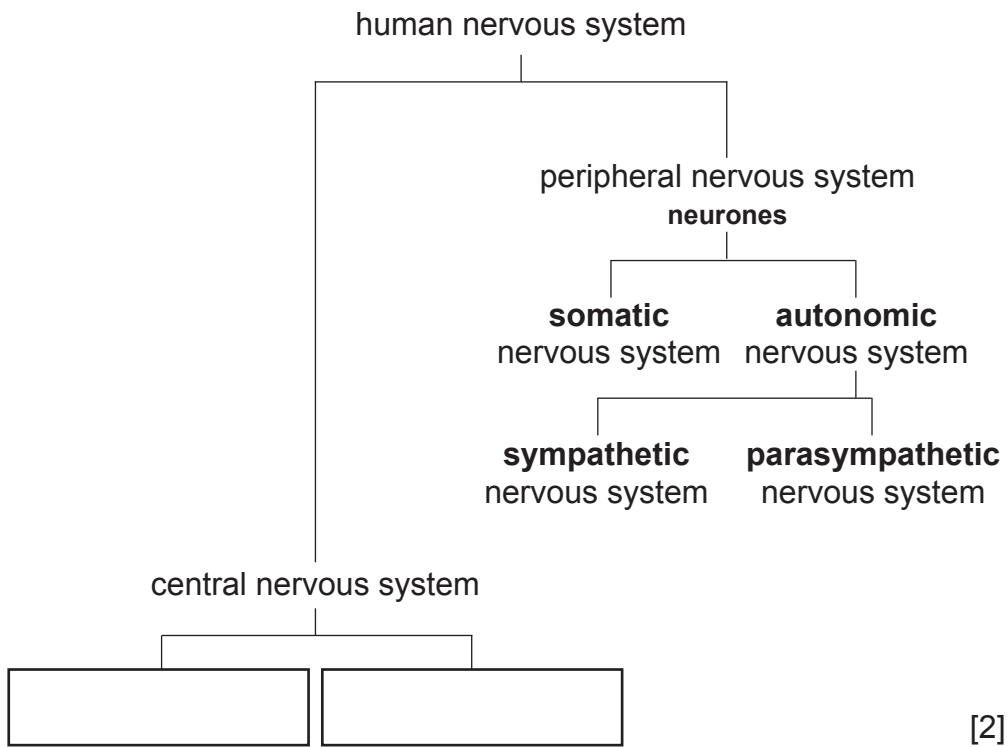 human nervous system
peripheral nervous system
neurones
somatic autonomic
nervous system nervous system
sympathetic parasympathetic
nervous system nervous system
central nervous system
[2]